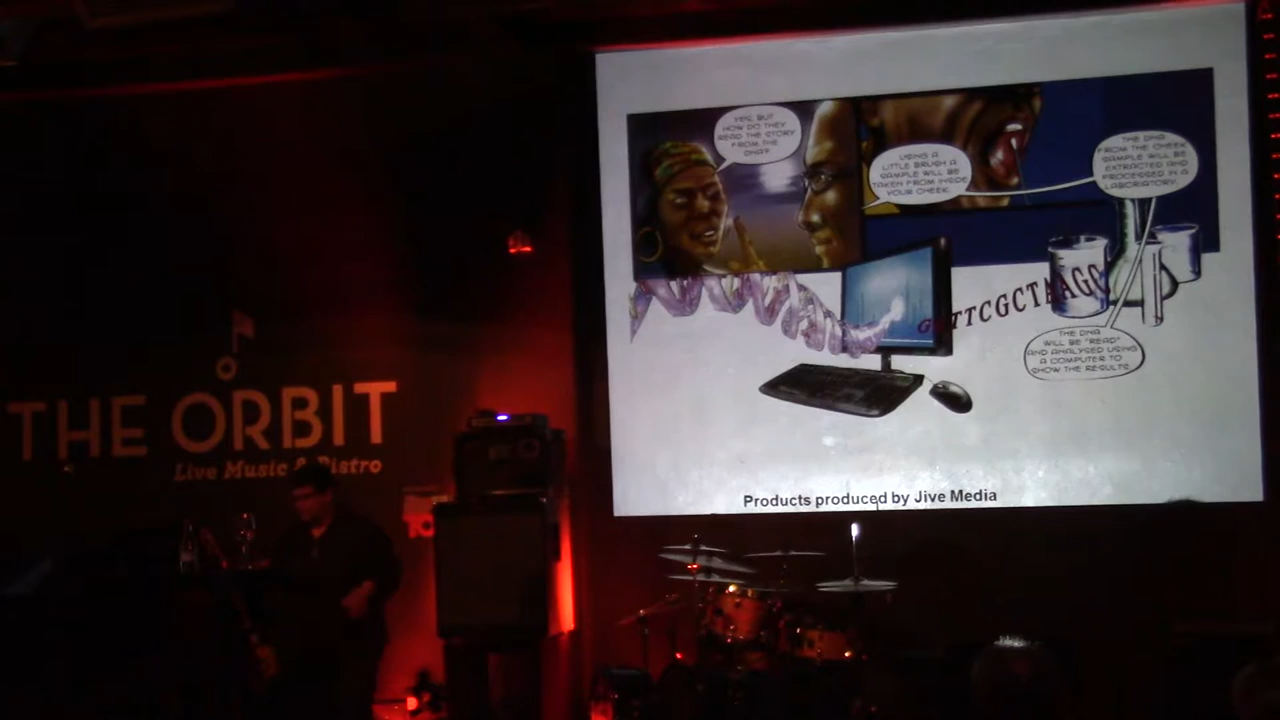 YES, BUT
HOW DO THEY
READ THE STORY
FROM THE
DNA?
USING A
LITTLE BRUSH A
SAMPLE WILL BE
TAKEN FROM INSIDE
YOUR CHEEK.
THE DNA
FROM THE CHEEK
SAMPLE WILL BE
EXTRACTED AND
PROCESSED IN A
LABORATORY.
TTCGCTAAGC
THE DNA
WILL BE "READ"
AND ANALYSED USING
A COMPUTER TO
SHOW THE RESULTS.
Products produced by Jive Media
THE ORBIT
Live Music & Bistro